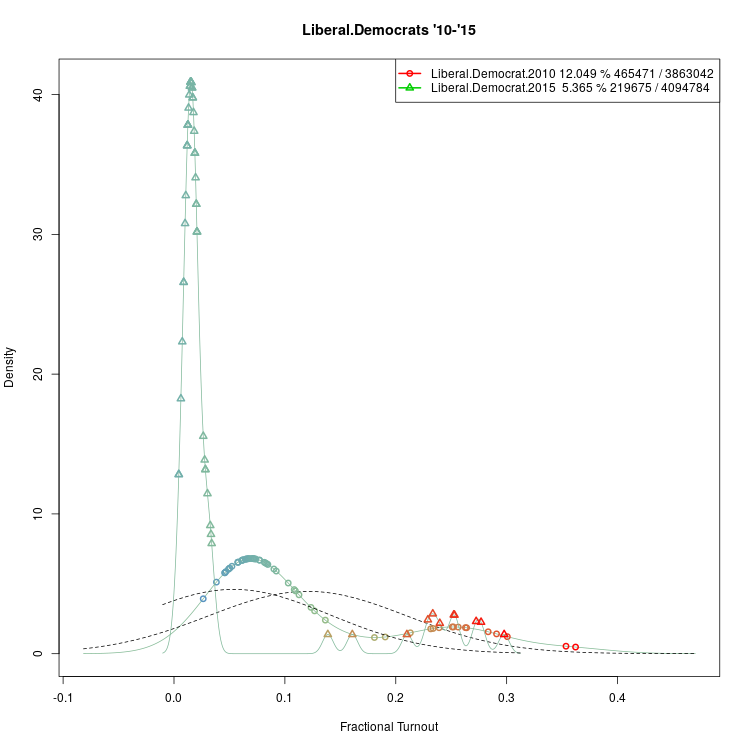 Liberal.Democrats '10-'15
Liberal.Democrat.2010 12.049 % 465471 / 3863042
Liberal.Democrat.2015  5.365 % 219675 / 4094784
40
30
20
10
0
Density
-0.1 0.0 0.1 0.2 0.3 0.4
Fractional Turnout